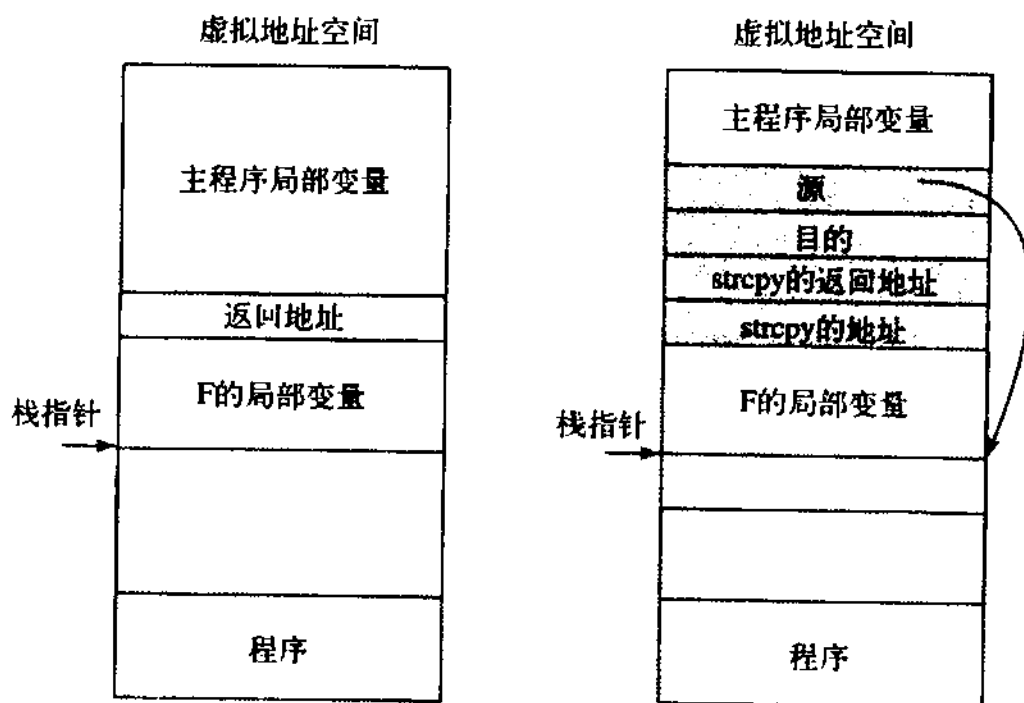 虚拟地址空间
主程序局部变量
返回地址
F的局部变量
栈指针
程序
虚拟地址空间
主程序局部变量
源
目的
strcpy的返回地址
strcpy的地址
F的局部变量
栈指针
程序